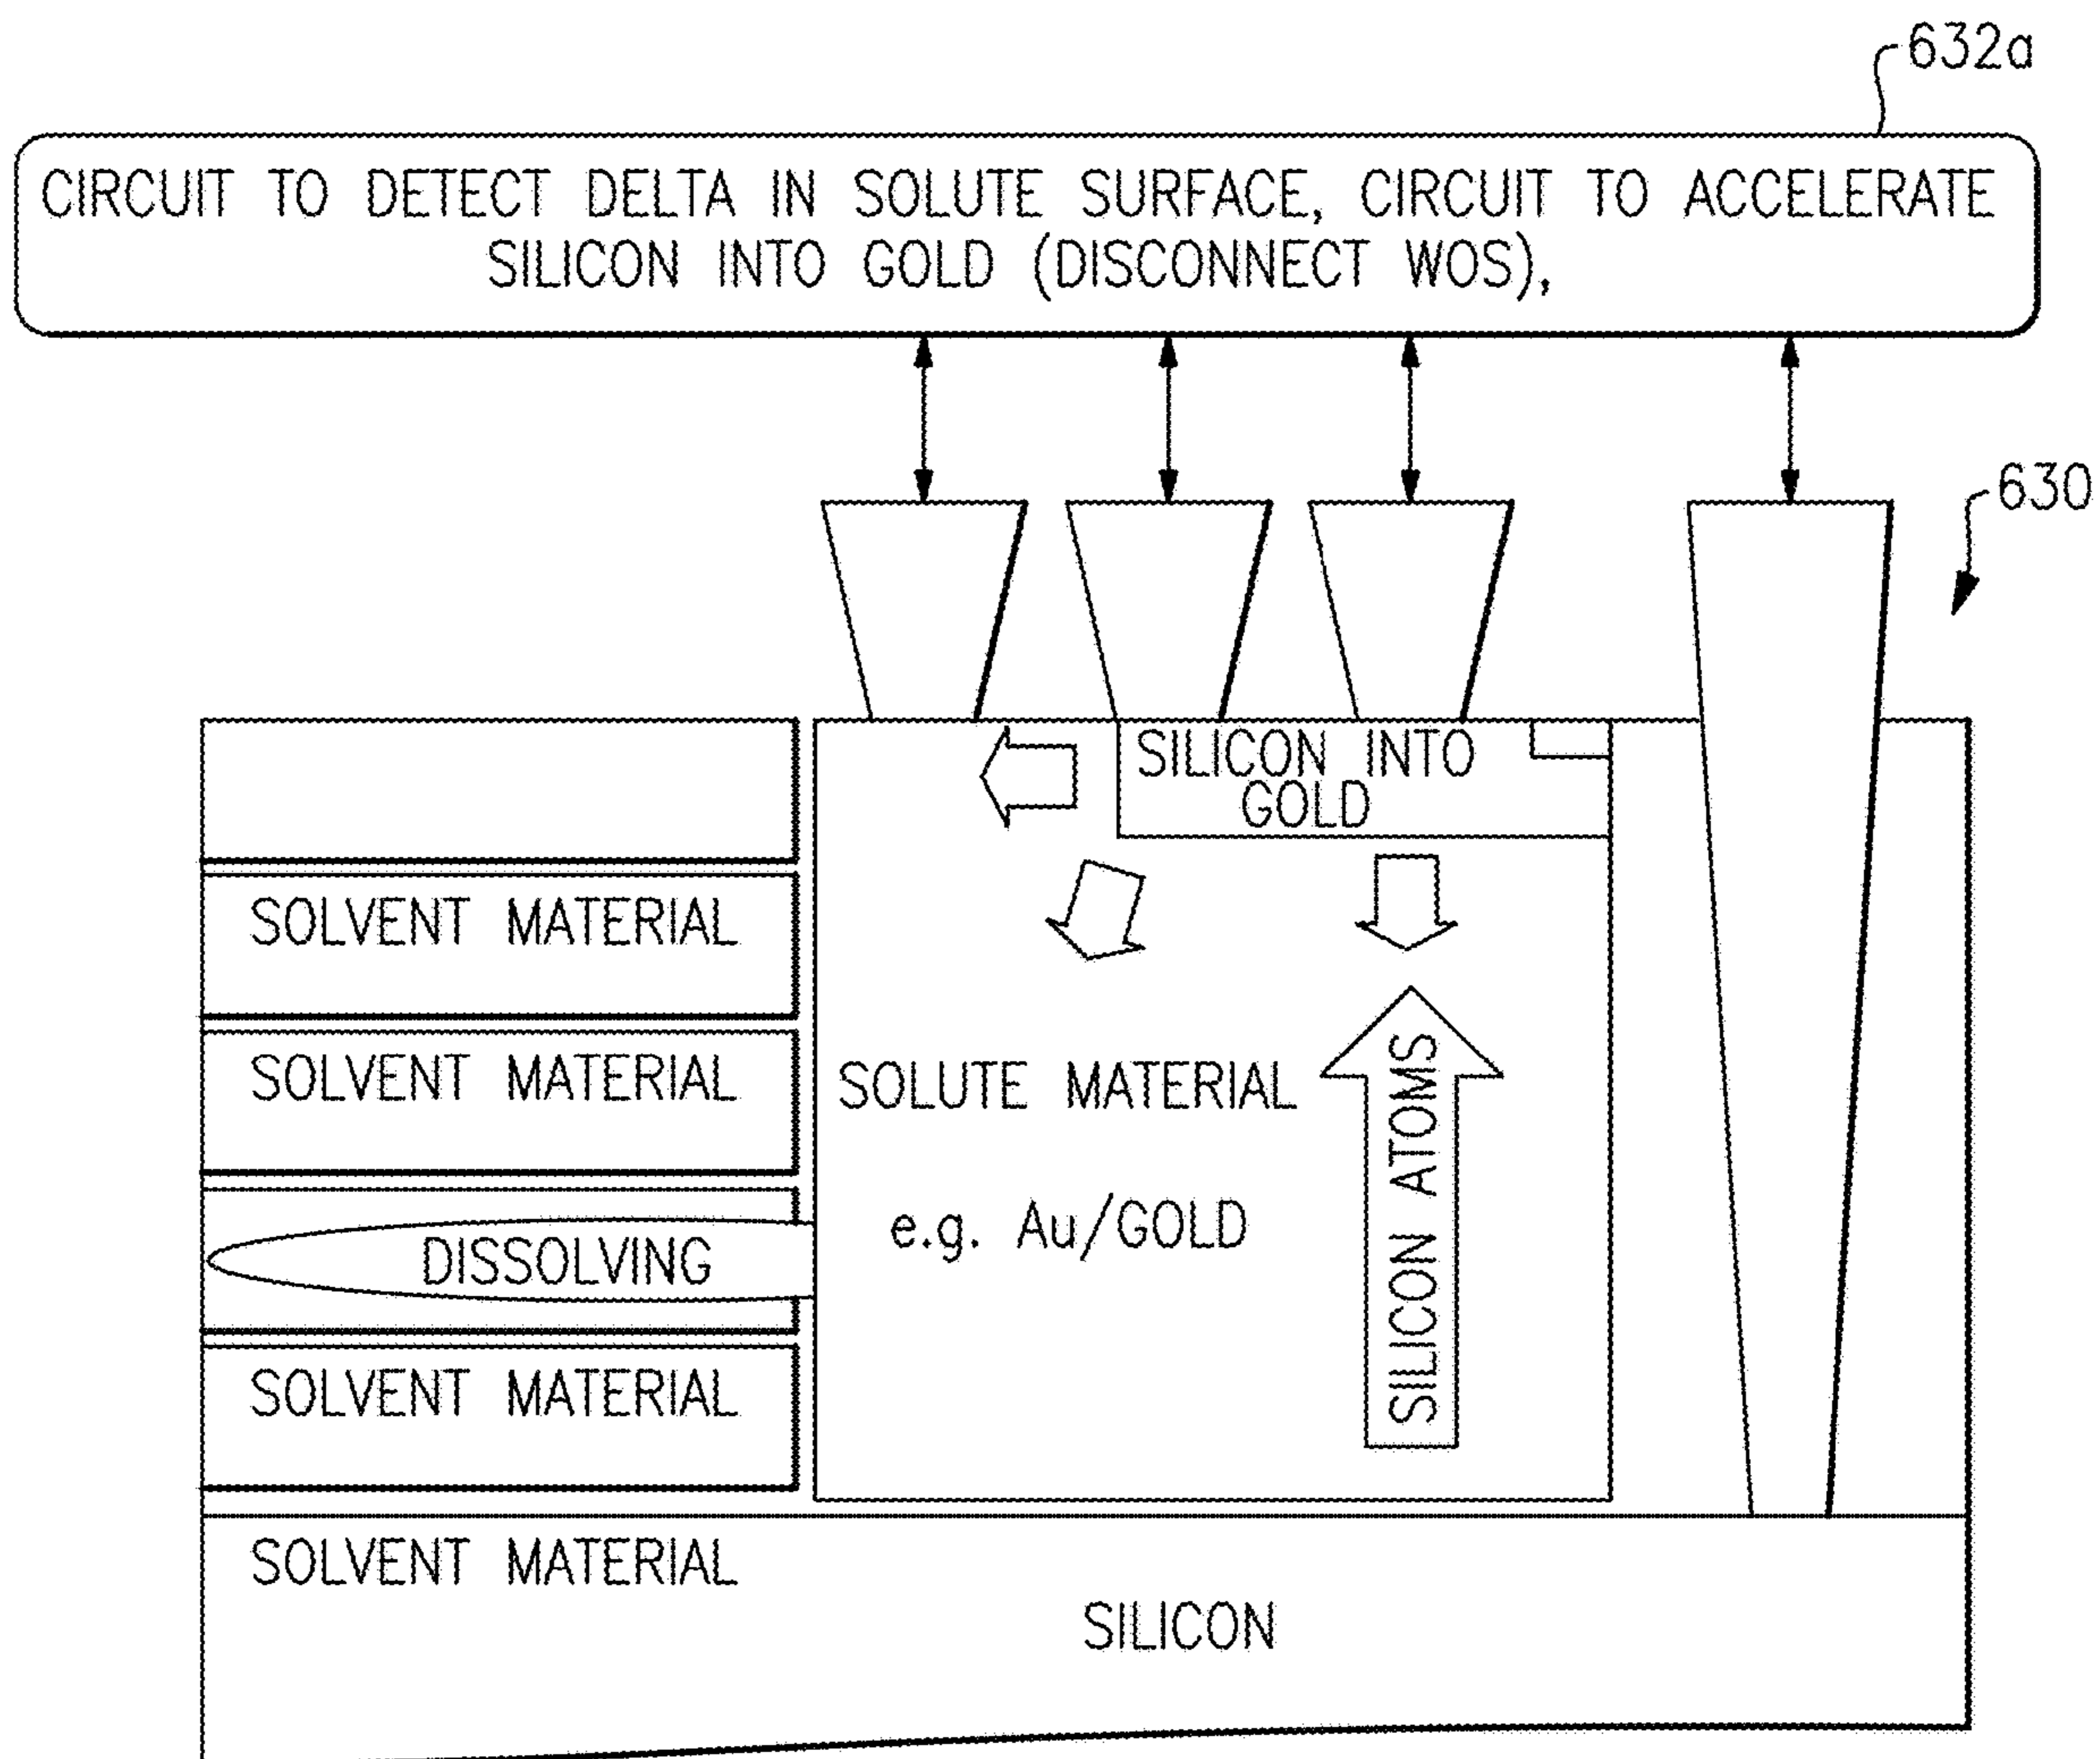 632a
CIRCUIT TO DETECT DELTA IN SOLUTE SURFACE, CIRCUIT TO ACCELERATE
SILICON INTO GOLD (DISCONNECT WOS),
630
SILICON INTO
GOLD
SOLVENT MATERIAL
SOLVENT MATERIAL
SOLUTE MATERIAL
e.g. Au/GOLD
SILICON ATOMS
DISSOLVING
SOLVENT MATERIAL
SOLVENT MATERIAL
SILICON